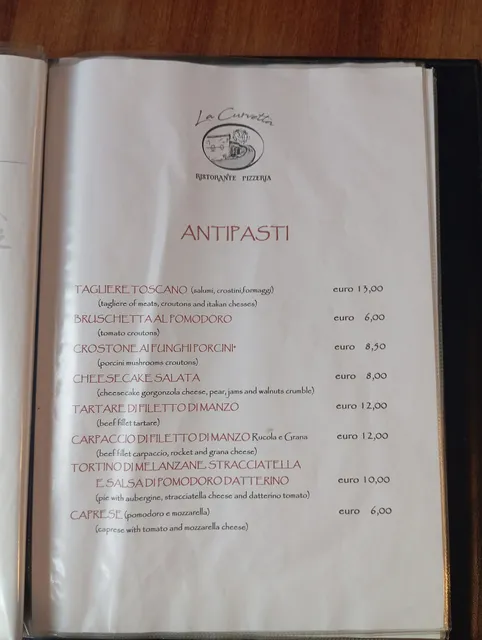 La Curvetta
RISTORANTE PIZZERIA
ANTIPASTI
TAGLIERE TOSCANO (salumi, crostini,formaggi) euro 13,00
(tagliere of meats, croutons and italian chesses)
BRUSCHETTA AL POMODORO euro 6,00
(tomato croutons)
CROSTONE AI FUNGHI PORCINI* euro 8,50
(porcini mushrooms croutons)
CHEESECAKE SALATA euro 8,00
(cheesecake gorgonzola cheese, pear, jams and walnuts crumble)
TARTARE DI FILETTO DI MANZO euro 12,00
(beef fillet tartare)
CARPACCIO DI FILETTO DI MANZO Rucola e Grana euro 12,00
(beef fillet carpaccio, rocket and grana cheese)
TORTINO DI MELANZANE, STRACCIATELLA
E SALSA DI POMODORO DATTERINO euro 10,00
(pie with aubergine, stracciatella cheese and datterino tomato)
CAPRESE (pomodoro e mozzarella) euro 6,00
(caprese with tomato and mozzarella cheese)